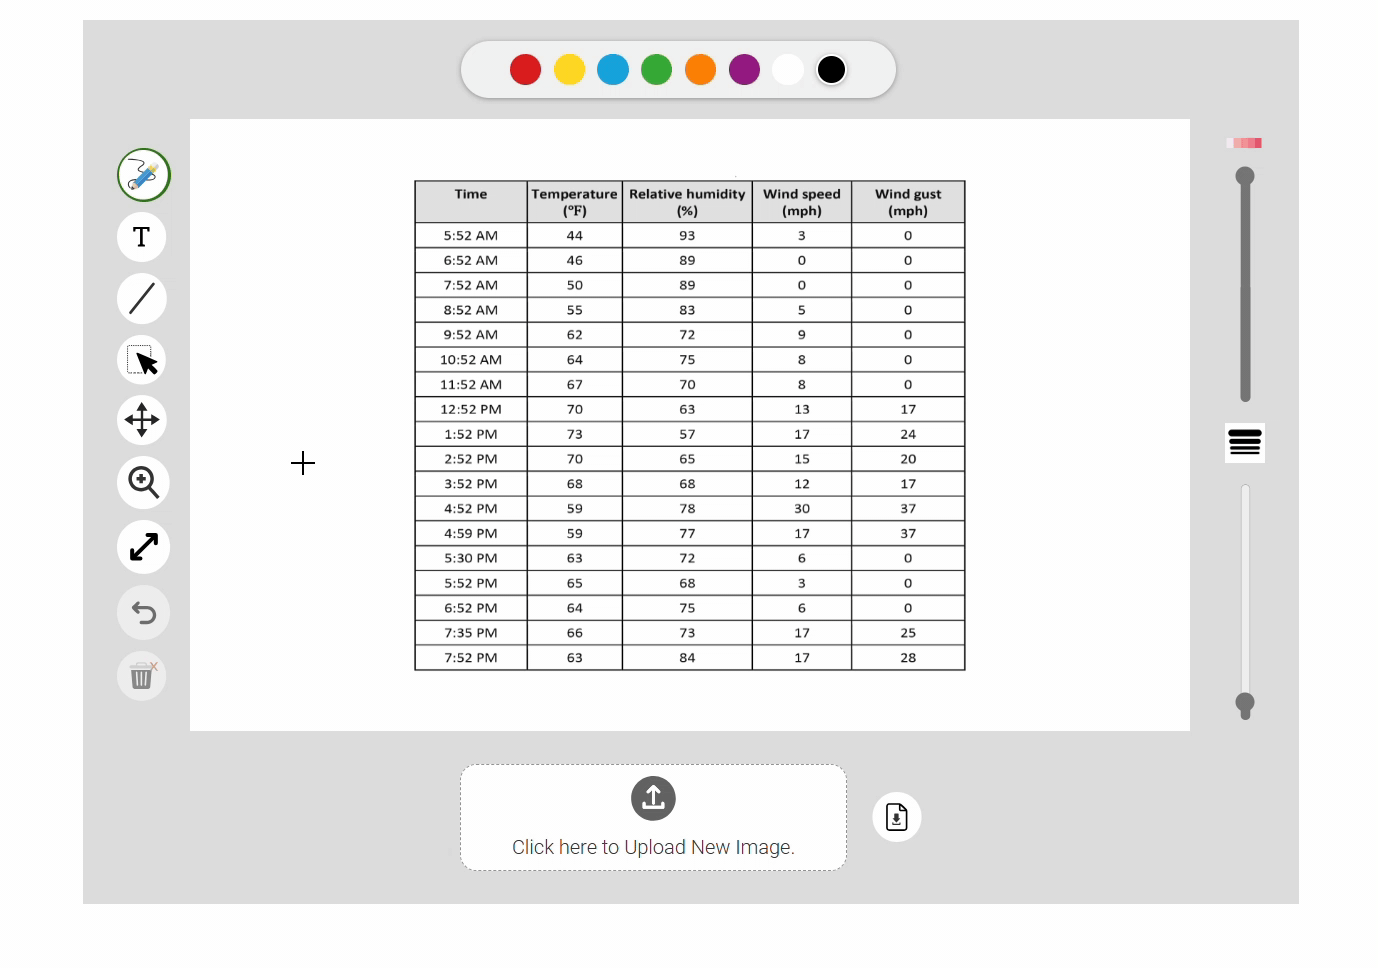 T
Time Temperature (°F) Relative humidity (%) Wind speed (mph) Wind gust (mph)
5:52 AM 44 93 3 0
6:52 AM 46 89 0 0
7:52 AM 50 89 0 0
8:52 AM 55 83 5 0
9:52 AM 62 72 9 0
10:52 AM 64 75 8 0
11:52 AM 67 70 8 0
12:52 PM 70 63 13 17
1:52 PM 73 57 17 24
2:52 PM 70 65 15 20
3:52 PM 68 68 12 17
4:52 PM 59 78 30 37
4:59 PM 59 77 17 37
5:30 PM 63 72 6 0
5:52 PM 65 68 3 0
6:52 PM 64 75 6 0
7:35 PM 66 73 17 25
7:52 PM 63 84 17 28
Click here to Upload New Image.